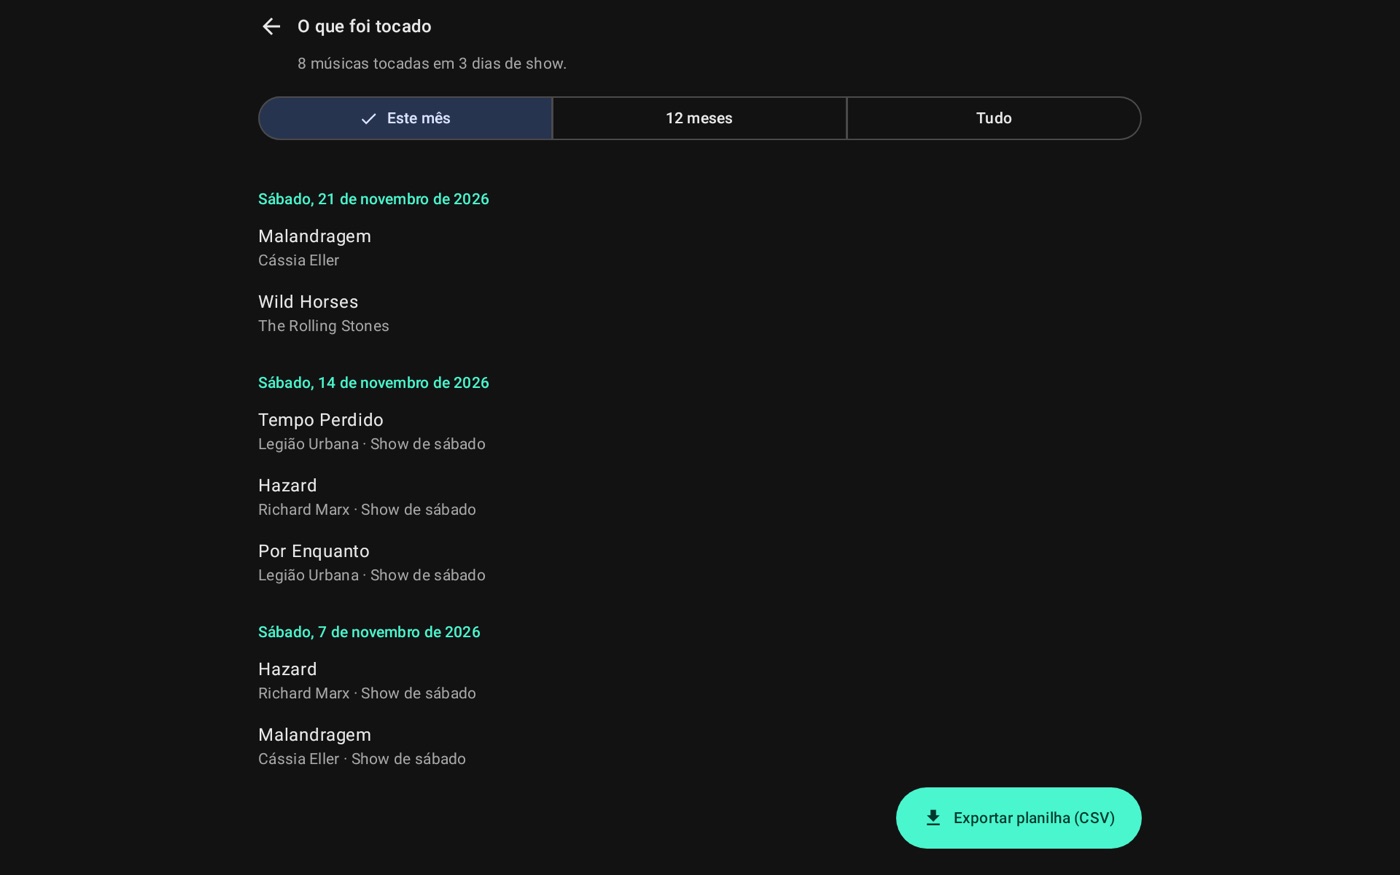 O que foi tocado
8 músicas tocadas em 3 dias de show.
Este mês
12 meses
Tudo
Sábado, 21 de novembro de 2026
Malandragem
Cássia Eller
Wild Horses
The Rolling Stones
Sábado, 14 de novembro de 2026
Tempo Perdido
Legião Urbana · Show de sábado
Hazard
Richard Marx · Show de sábado
Por Enquanto
Legião Urbana · Show de sábado
Sábado, 7 de novembro de 2026
Hazard
Richard Marx · Show de sábado
Malandragem
Cássia Eller · Show de sábado
Exportar planilha (CSV)